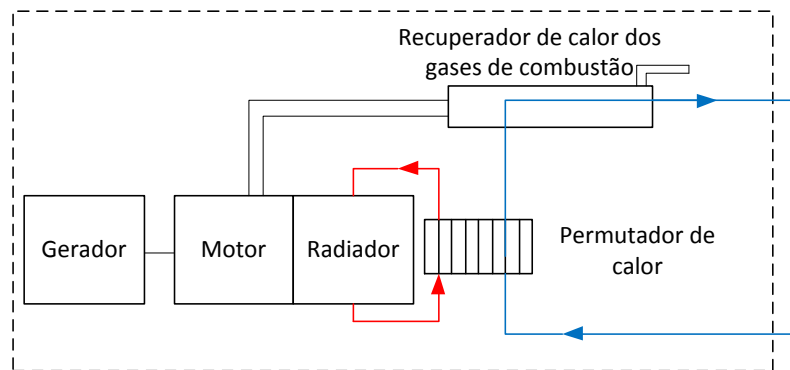 Recuperador de calor dos
gases de combustão
Gerador
Motor
Radiador
Permutador de
calor